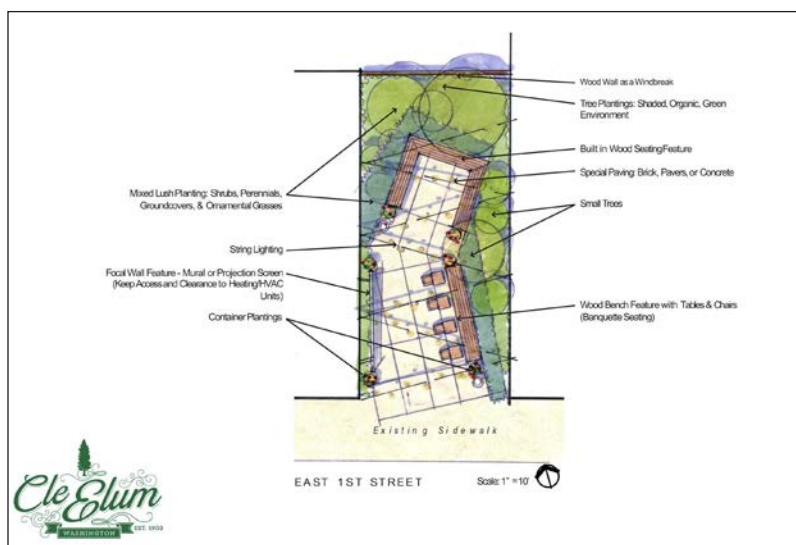 Wood Wall as a Windbreak
Tree Plantings: Shaded, Organic, Green
Environment
Built in Wood Seating Feature
Special Paving: Brick, Pavers, or Concrete
Mixed Lush Planting: Shrubs, Perennials,
Groundcovers, & Ornamental Grasses
Small Trees
String Lighting
Focal Wall Feature - Mural or Projection Screen
(Keep Access and Clearance to Heating/HVAC
Units)
Wood Bench Feature with Tables & Chairs
(Banquette Seating)
Container Plantings
Existing Sidewalk
EAST 1ST STREET
Scale: 1" = 10'
Cle Elum
WASHINGTON
EST. 1902